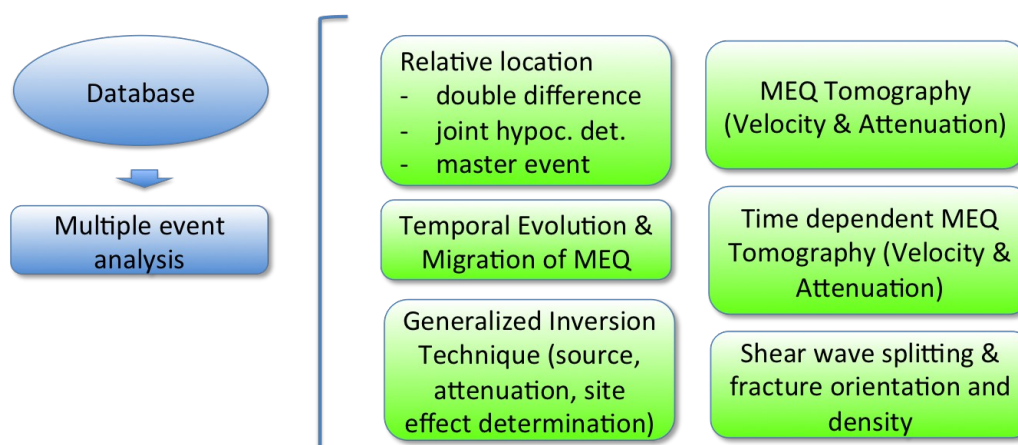 Database
Multiple event
analysis
Relative location
- double difference
- joint hypoc. det.
- master event
Temporal Evolution &
Migration of MEQ
Generalized Inversion
Technique (source,
attenuation, site
effect determination)
MEQ Tomography
(Velocity & Attenuation)
Time dependent MEQ
Tomography (Velocity &
Attenuation)
Shear wave splitting &
fracture orientation and
density